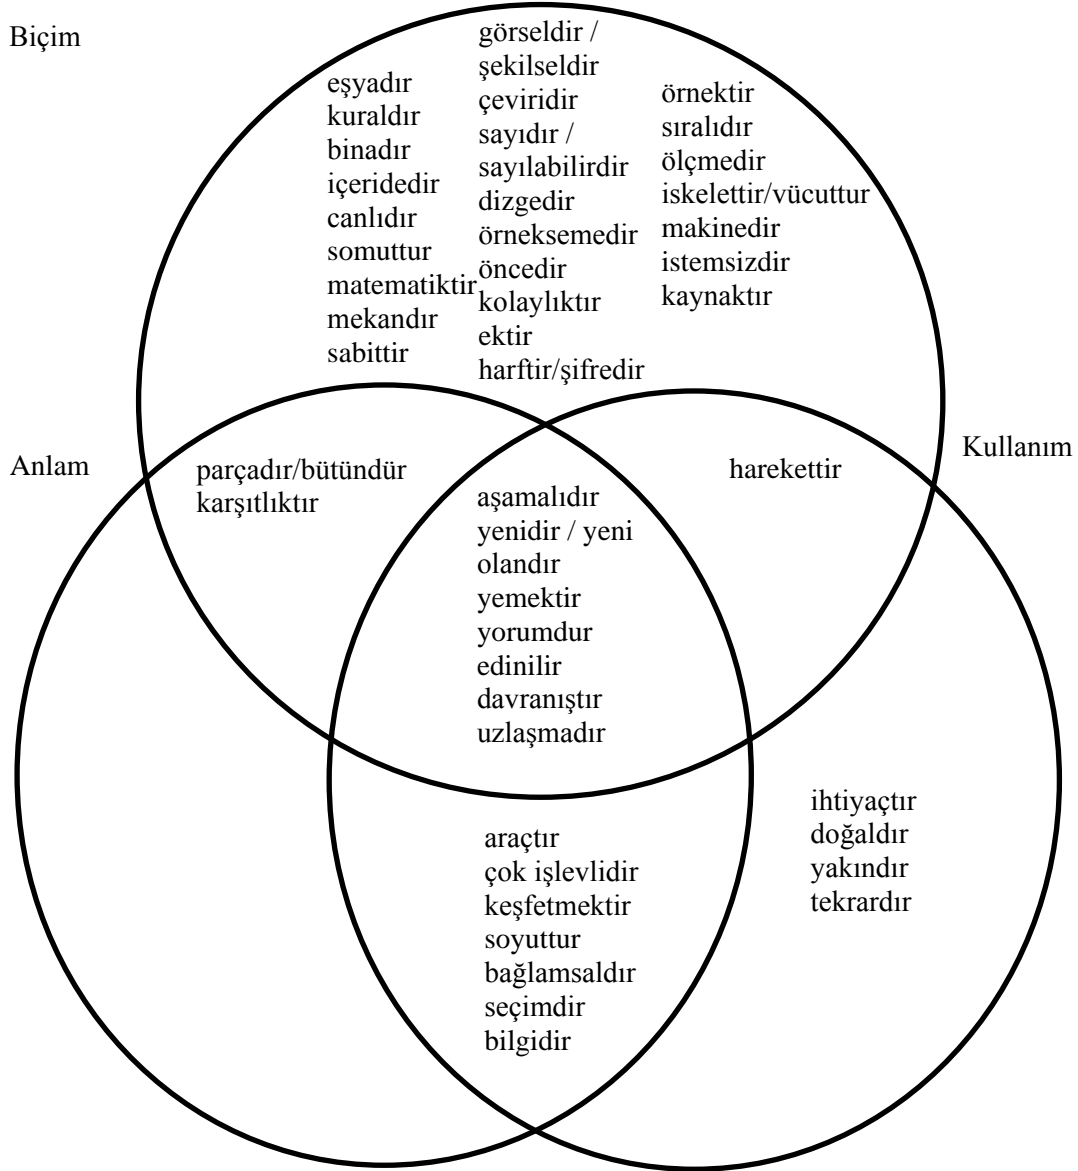 Biçim
eşyadır
kuraldır
binadır
içeridedir
canlıdır
somuttur
matematiktir
mekandır
sabittir
görseldir /
şekilseldir
çeviridir
sayıdır /
sayılabilirdir
dizgedir
örneksemedir
öncedir
kolaylıktır
ektir
harftir/şifredir
örnektir
sıralıdır
ölçmedir
iskelettir/vücuttur
makinedir
istemsizdir
kaynaktır
Anlam
parçadır/bütündür
karşıtlıktır
aşamalıdır
yenidir / yeni
olandır
yemektir
yorumdur
edinilir
davranıştır
uzlaşmadır
harekettir
Kullanım
araçtır
çok işlevlidir
keşfetmektir
soyuttur
bağlamsaldır
seçimdir
bilgidir
ihtiyaçtır
doğaldır
yakındır
tekrardır